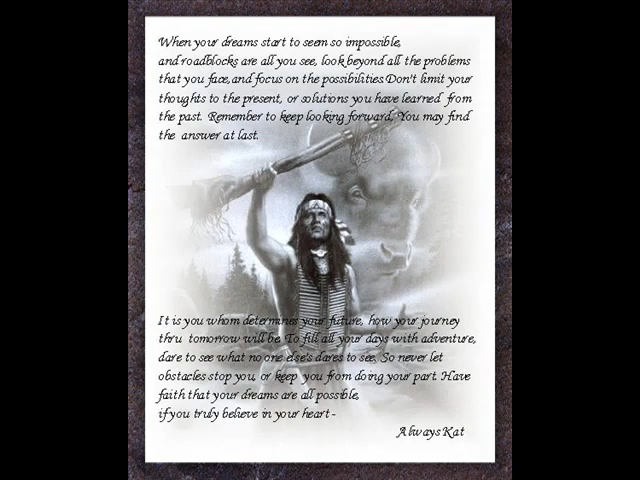 When your dreams start to seem so impossible,
and roadblocks are all you see, look beyond all the problems
that you face,and focus on the possibilities.Don't limit your
thoughts to the present, or solutions you have learned from
the past. Remember to keep looking forward. You may find
the answer at last.
It is you whom determines your future, how your journey
thru tomorrow will be. To fill all your days with adventure,
dare to see what no one else's dares to see. So never let
obstacles stop you, or keep you from doing your part. Have
faith that your dreams are all possible,
if you truly believe in your heart -
Always Kat